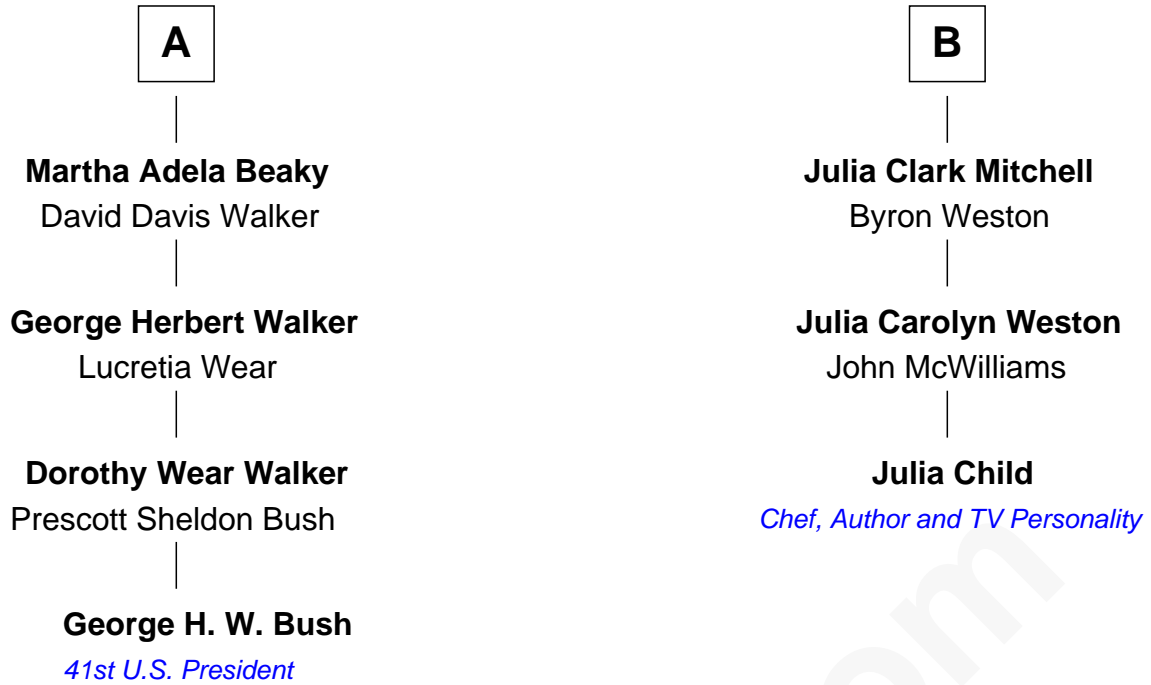 A
Martha Adela Beaky
David Davis Walker
George Herbert Walker
Lucretia Wear
Dorothy Wear Walker
Prescott Sheldon Bush
George H. W. Bush
41st U.S. President
B
Julia Clark Mitchell
Byron Weston
Julia Carolyn Weston
John McWilliams
Julia Child
Chef, Author and TV Personality
om